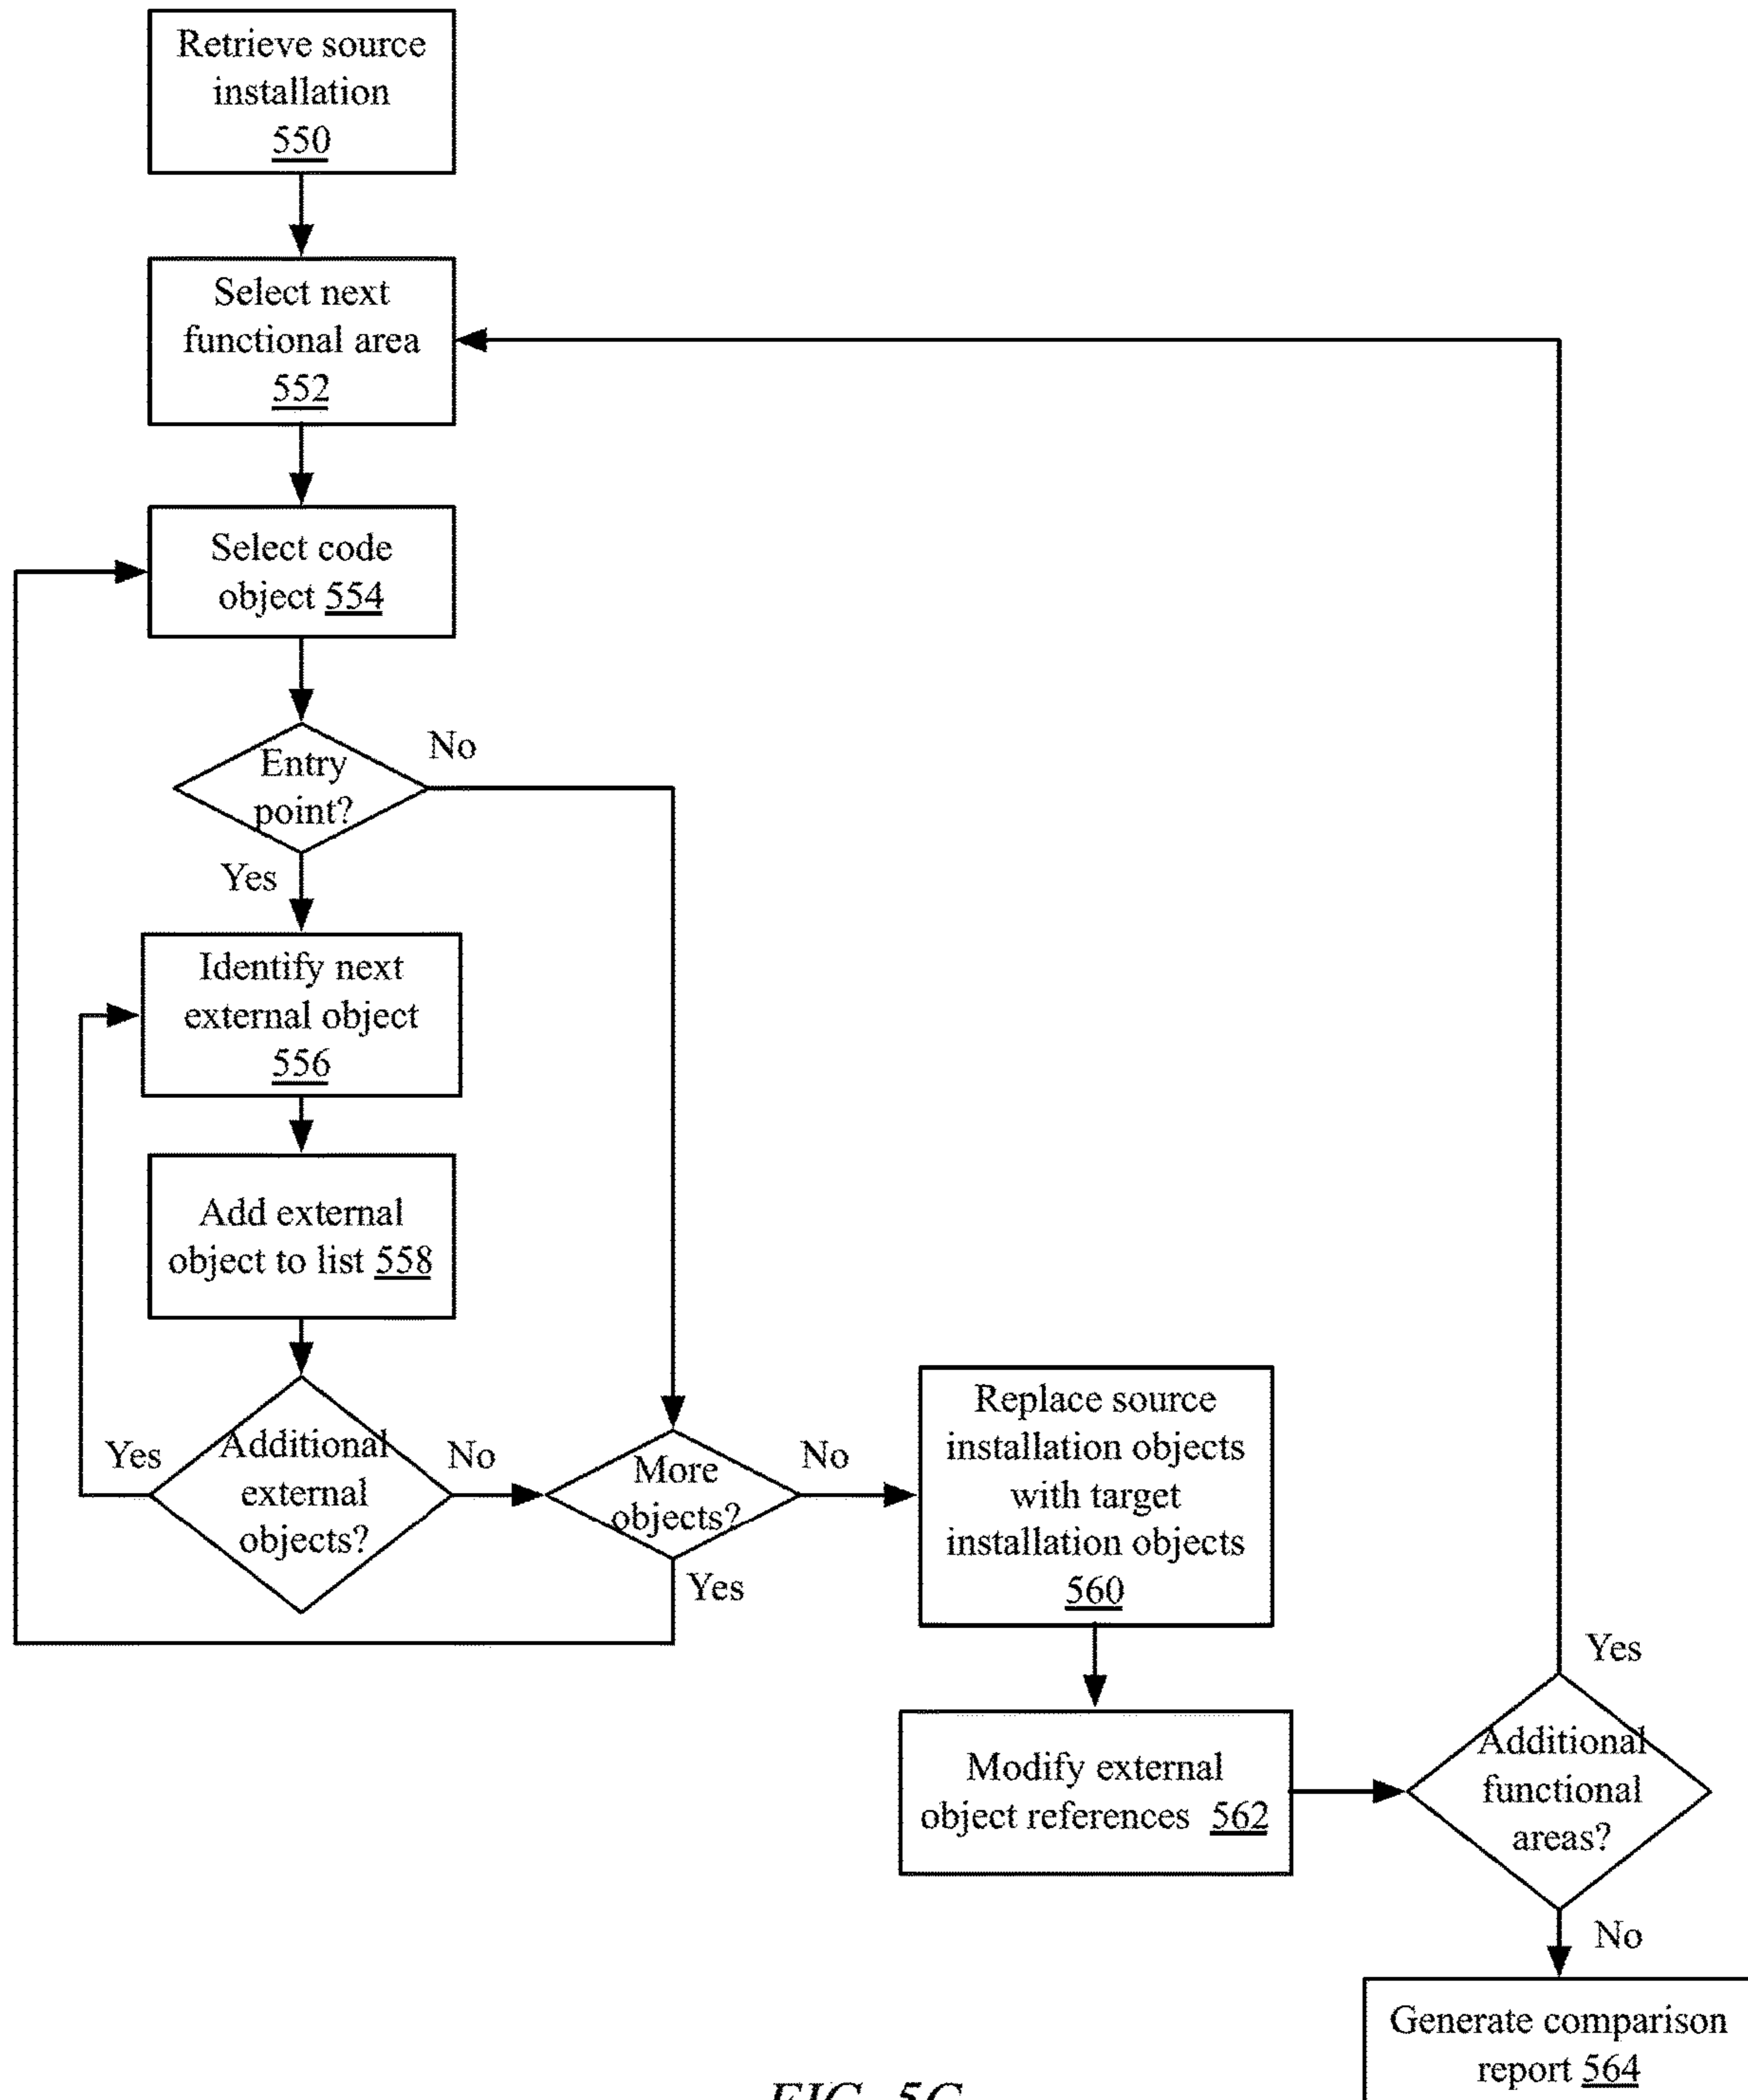 Retrieve source
installation
550
Select next
functional area
552
Select code
object 554
Entry
point?
No
Yes
Identify next
external object
556
Add external
object to list 558
Additional
external
objects?
Yes
No
More
objects?
No
Yes
Replace source
installation objects
with target
installation objects
560
Modify external
object references 562
Additional
functional
areas?
Yes
No
Generate comparison
report 564
FIG. 5C